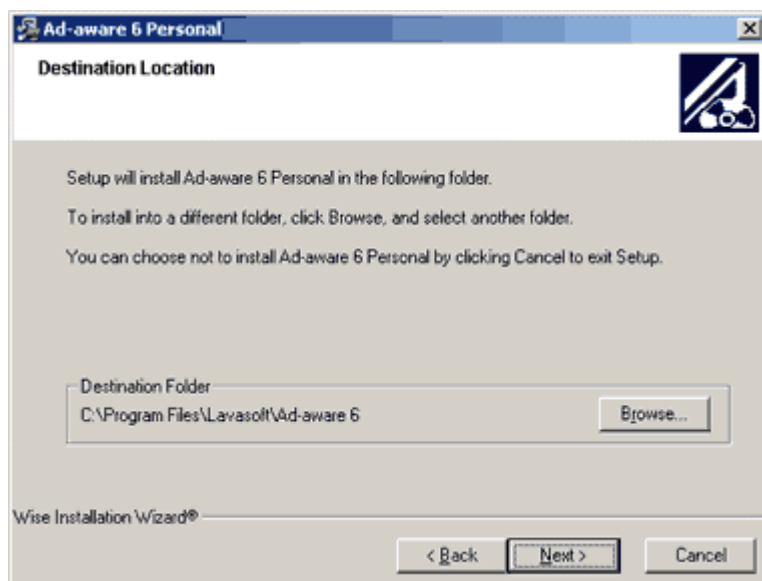 Ad-aware 6 Personal
Destination Location
Setup will install Ad-aware 6 Personal in the following folder.
To install into a different folder, click Browse, and select another folder.
You can choose not to install Ad-aware 6 Personal by clicking Cancel to exit Setup.
Destination Folder
C:\Program Files\Lavasoft\Ad-aware 6
Browse...
Wise Installation Wizard®
< Back
Next >
Cancel